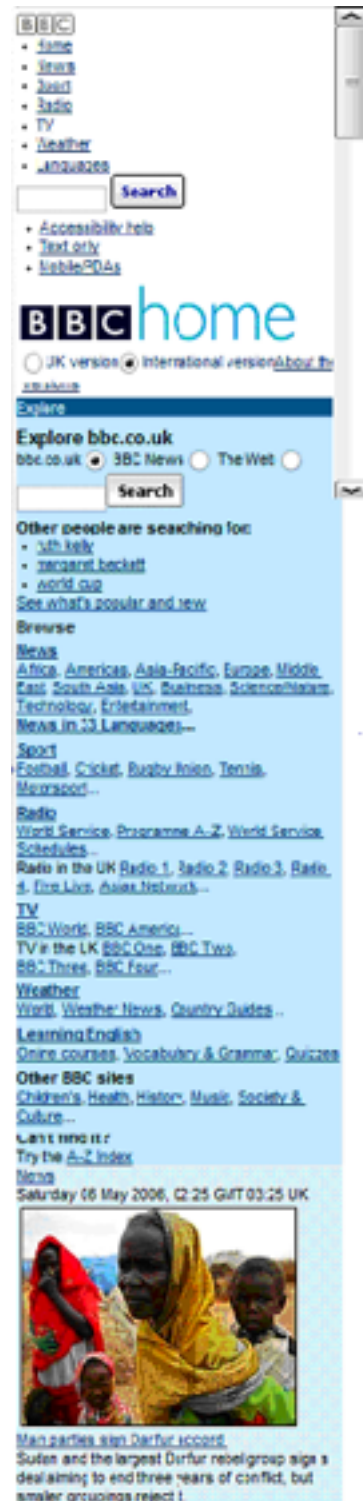 BBC
Home
News
Sport
Radio
TV
Weather
Languages
Search
Accessibility help
Text only
Mobile/PDAs
BBC home
UK version International version About the
versions
Explore
Explore bbc.co.uk
bbc.co.uk BBC News The Web
Search
Other people are searching for:
ruth kelly
margaret beckett
world cup
See what's popular and new
Browse
News
Africa, Americas, Asia-Pacific, Europe, Middle
East, South Asia, UK, Business, Science/Nature,
Technology, Entertainment,
News in 33 Languages...
Sport
Football, Cricket, Rugby Union, Tennis,
Motorsport...
Radio
World Service, Programme A-Z, World Service
Schedules...
Radio in the UK Radio 1, Radio 2, Radio 3, Radio
4, Five Live, Asian Network...
TV
BBC World, BBC America...
TV in the UK BBC One, BBC Two,
BBC Three, BBC Four...
Weather
World, Weather News, Country Guides...
Learning English
Online courses, Vocabulary & Grammar, Quizzes
Other BBC sites
Children's, Health, History, Music, Society &
Culture...
Can't find it?
Try the A-Z Index
News
Saturday 06 May 2006, 02:25 GMT 03:25 UK
Main parties sign Darfur accord
Sudan and the largest Darfur rebel group sign a
deal aiming to end three years of conflict, but
smaller groupings reject it.